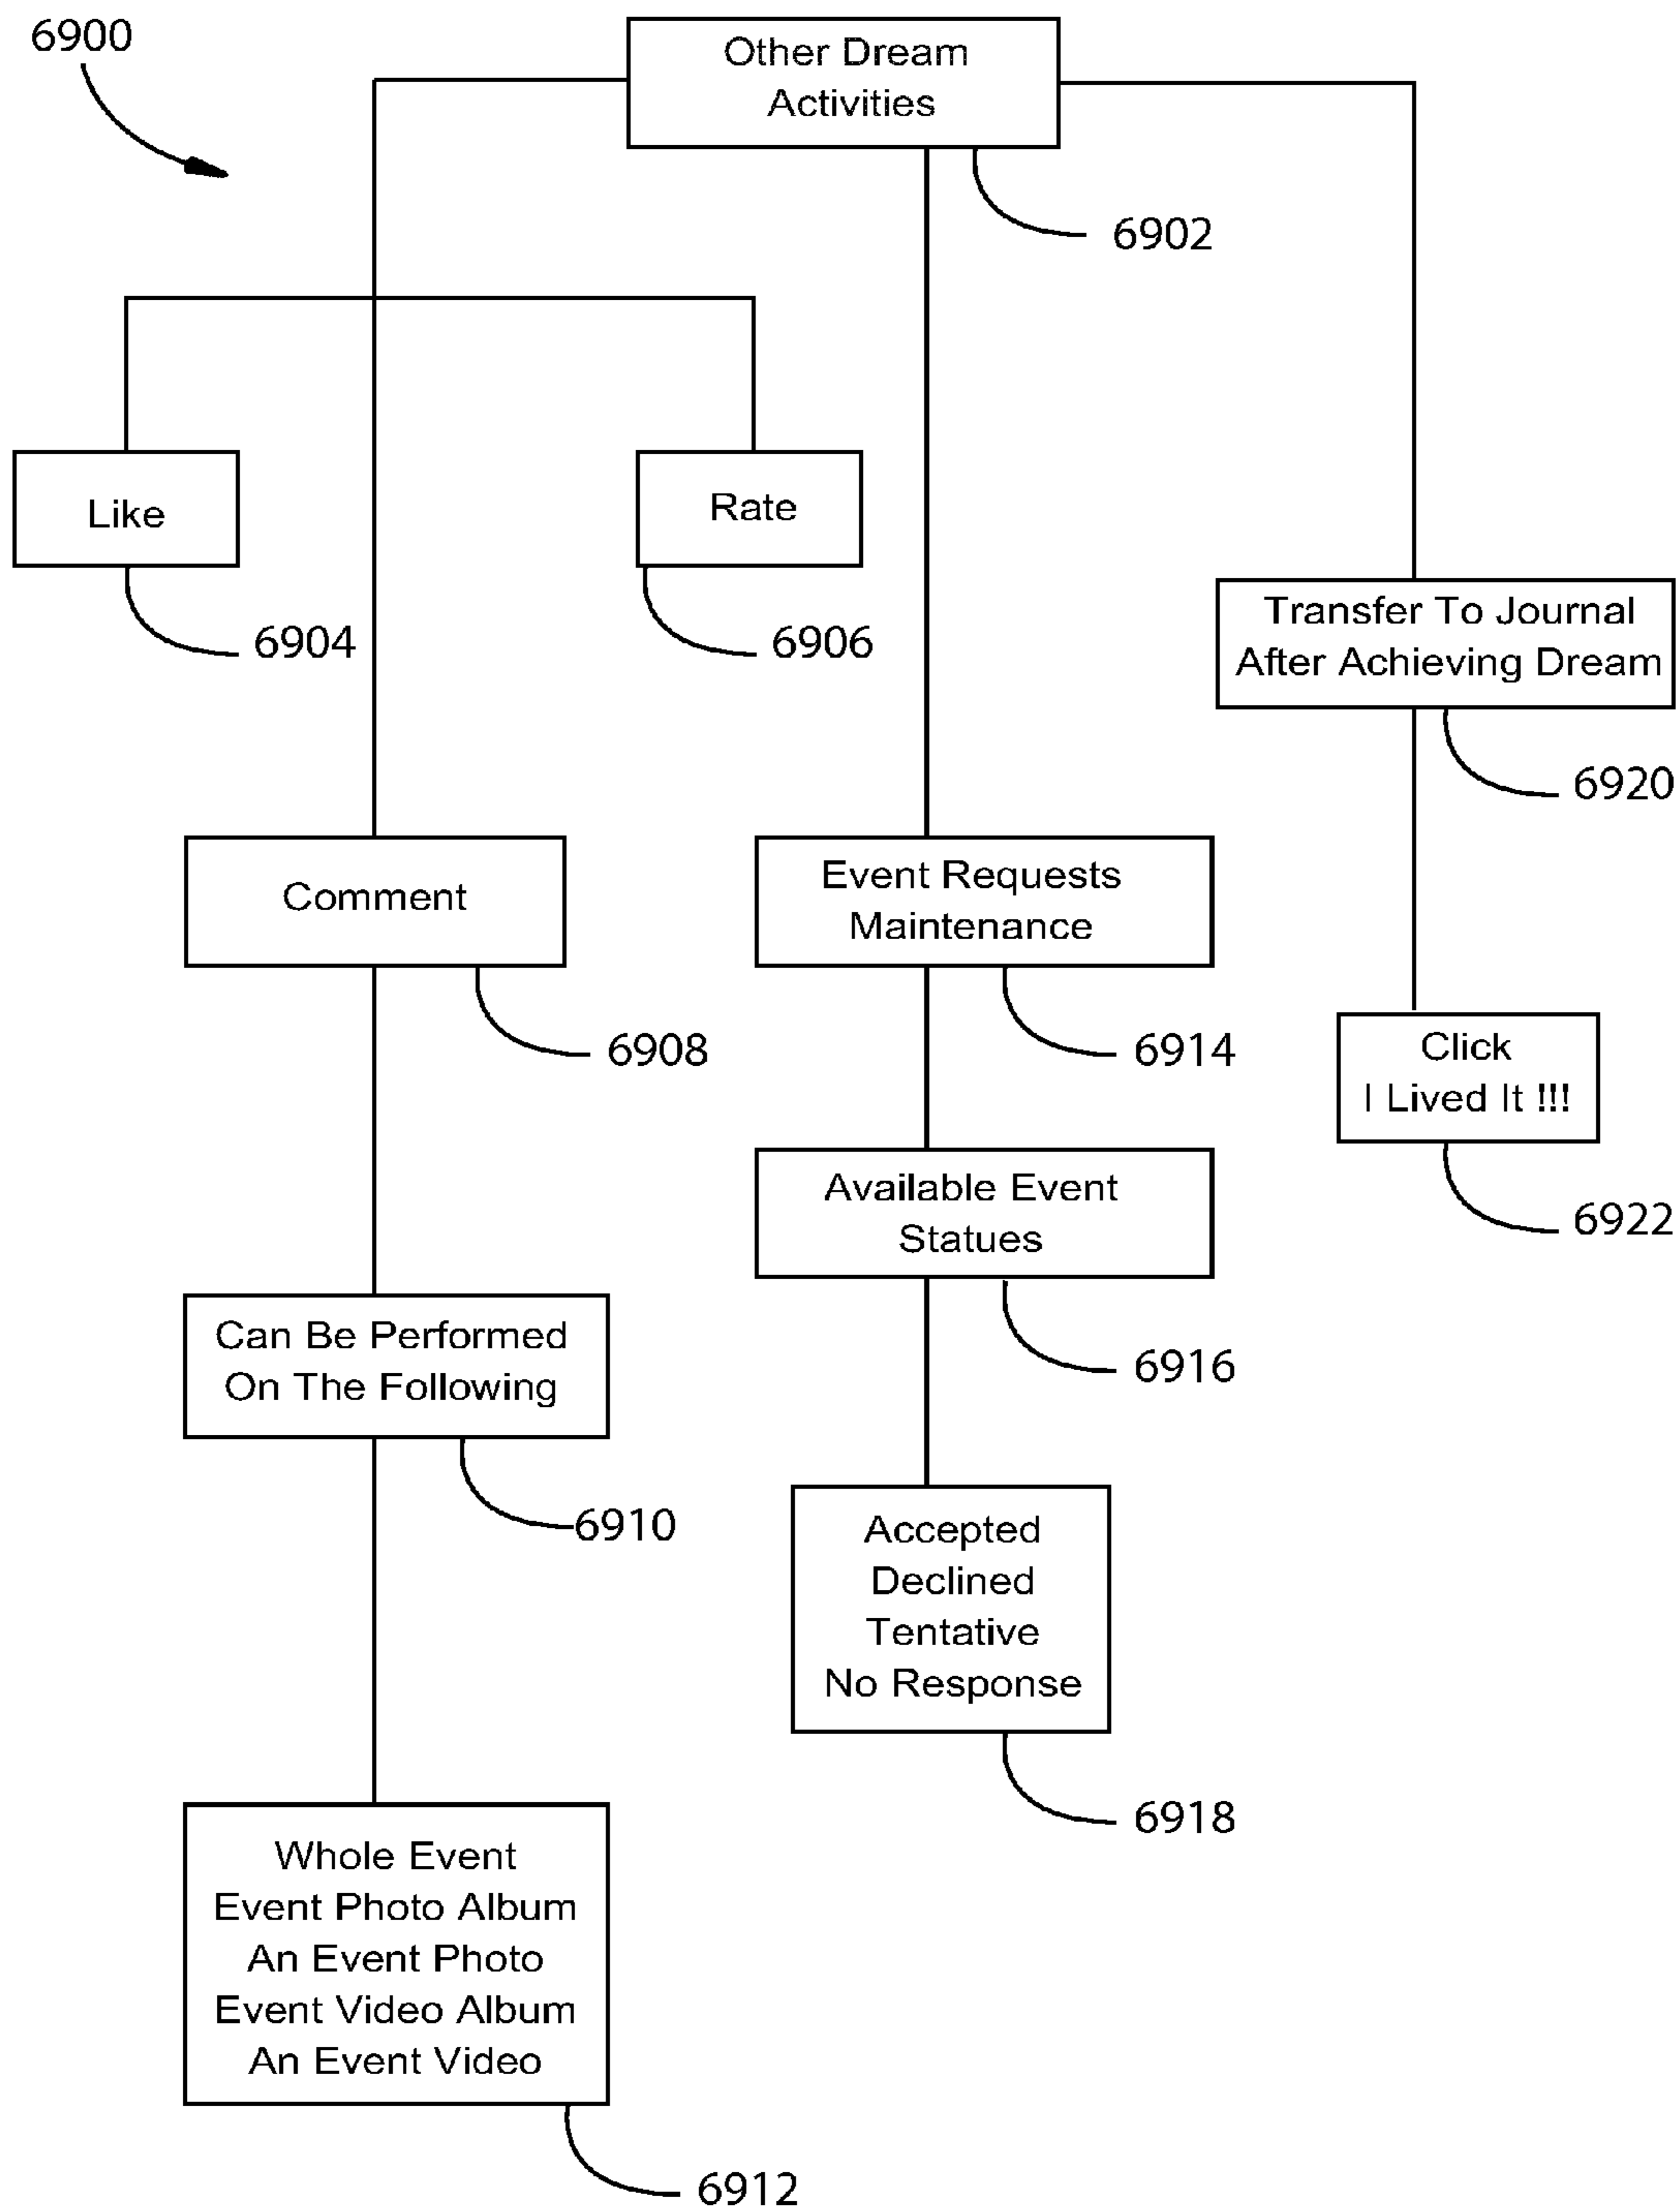 6900
Other Dream
Activities
6902
Like
6904
Rate
6906
Transfer To Journal
After Achieving Dream
6920
Comment
6908
Event Requests
Maintenance
6914
Click
I Lived It !!!
6922
Available Event
Statues
6916
Can Be Performed
On The Following
6910
Accepted
Declined
Tentative
No Response
6918
Whole Event
Event Photo Album
An Event Photo
Event Video Album
An Event Video
6912